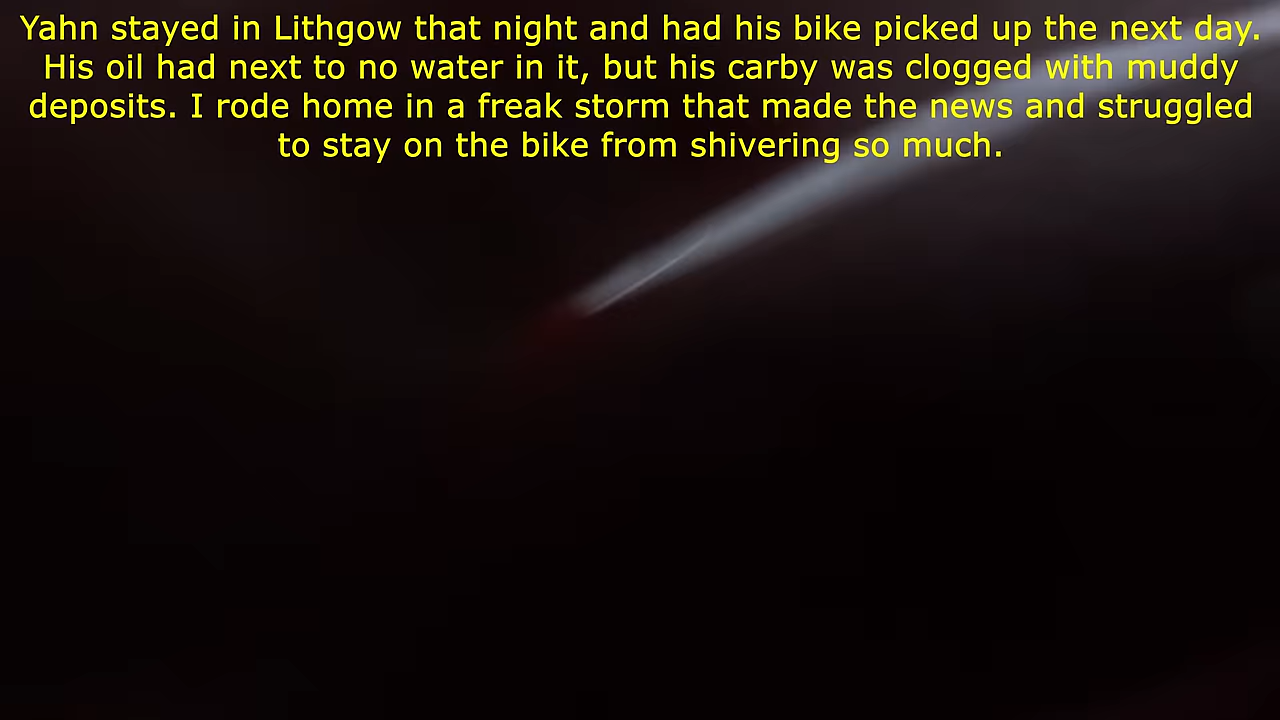 Yahn stayed in Lithgow that night and had his bike picked up the next day.
His oil had next to no water in it, but his carby was clogged with muddy
deposits. I rode home in a freak storm that made the news and struggled
to stay on the bike from shivering so much.